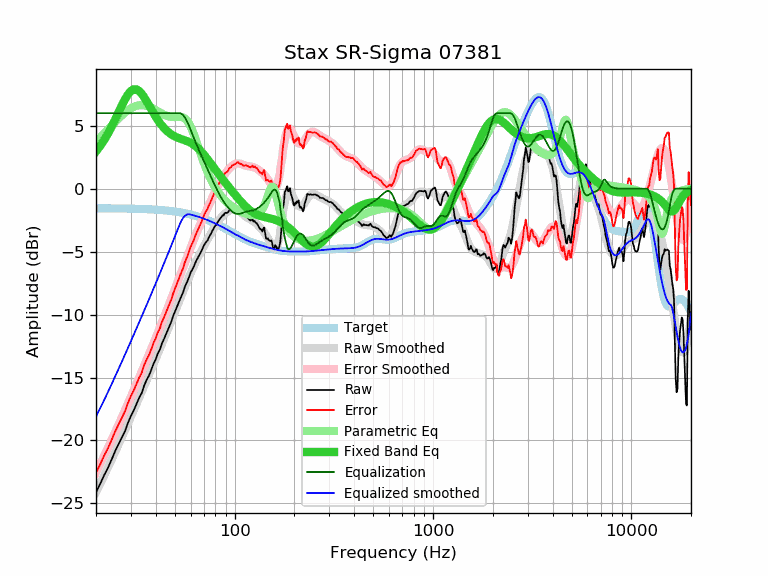 Stax SR-Sigma 07381
5
0
−5
−10
−15
−20
−25
Amplitude (dBr)
Target
Raw Smoothed
Error Smoothed
Raw
Error
Parametric Eq
Fixed Band Eq
Equalization
Equalized smoothed
100
1000
10000
Frequency (Hz)